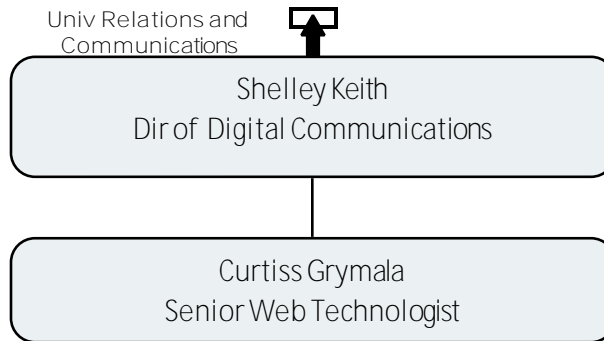 Univ Relations and
Communications
Shelley Keith
Dir of Digital Communications
Curtiss Grymala
Senior Web Technologist